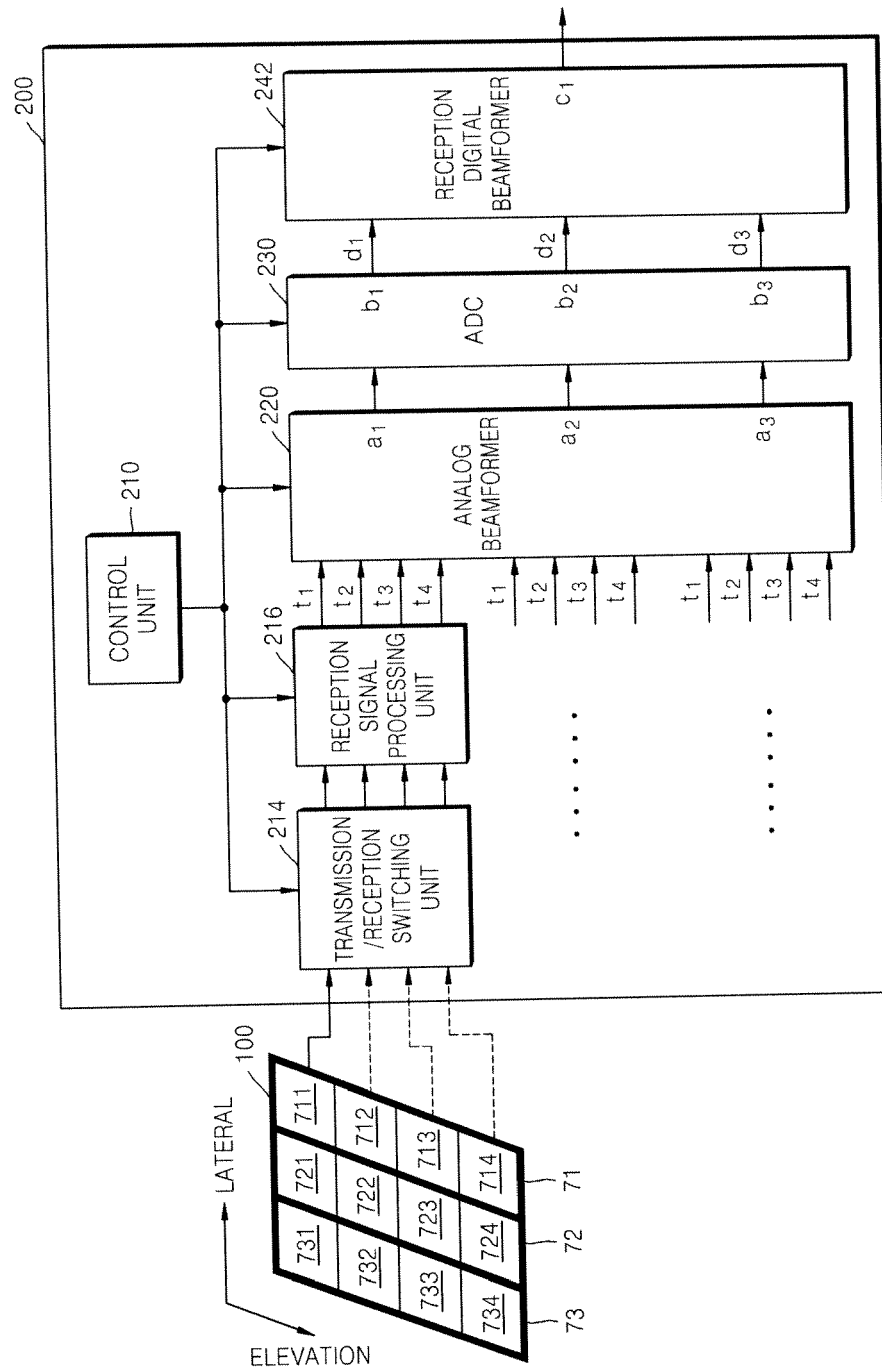 200
CONTROL
UNIT
210
TRANSMISSION
/RECEPTION
SWITCHING
UNIT
214
RECEPTION
SIGNAL
PROCESSING
UNIT
216
t1
t2
t3
t4
t1
t2
t3
t4
t1
t2
t3
t4
ANALOG
BEAMFORMER
220
a1
a2
a3
ADC
230
b1
b2
b3
d1
d2
d3
RECEPTION
DIGITAL
BEAMFORMER
242
c1
LATERAL
ELEVATION
100
731
721
711
732
722
712
733
723
713
734
724
714
73
72
71